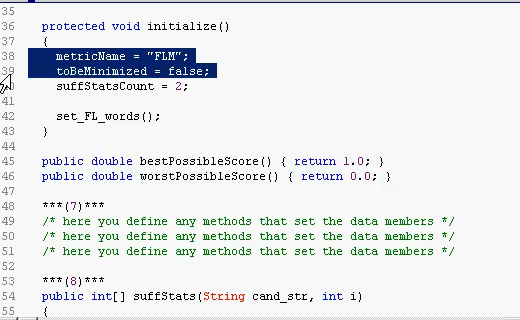 35
36 protected void initialize()
37 {
38 metricName = "FLM";
39 toBeMinimized = false;
suffStatsCount = 2;
41
42 set_FL_words();
43 }
44
45 public double bestPossibleScore() { return 1.0; }
46 public double worstPossibleScore() { return 0.0; }
47
48 ***(7)***
49 /* here you define any methods that set the data members */
50 /* here you define any methods that set the data members */
51 /* here you define any methods that set the data members */
52
53 ***(8)***
54 public int[] suffStats(String cand_str, int i)
55 {